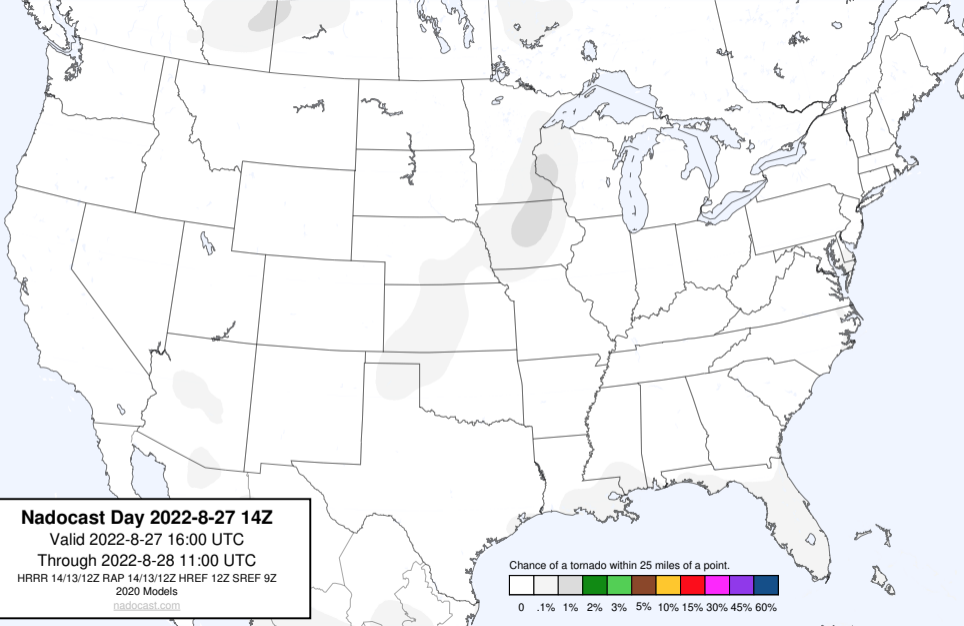 Nadocast Day 2022-8-27 14Z
Valid 2022-8-27 16:00 UTC
Through 2022-8-28 11:00 UTC
HRRR 14/13/12Z RAP 14/13/12Z HREF 12Z SREF 9Z
2020 Models
nadocast.com
Chance of a tornado within 25 miles of a point.
0 .1% 1% 2% 3% 5% 10% 15% 30% 45% 60%